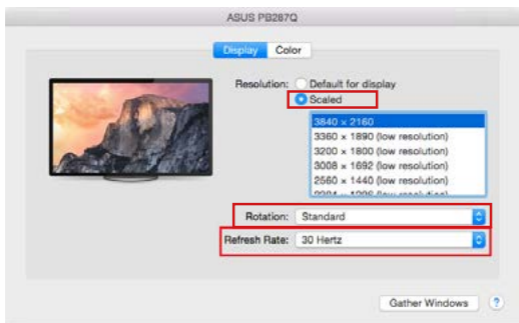 ASUS PB287Q
Display Color
Resolution: Default for display
Scaled
3840 × 2160
3360 × 1890 (low resolution)
3200 × 1800 (low resolution)
3008 × 1692 (low resolution)
2560 × 1440 (low resolution)
Rotation: Standard
Refresh Rate: 30 Hertz
Gather Windows ?